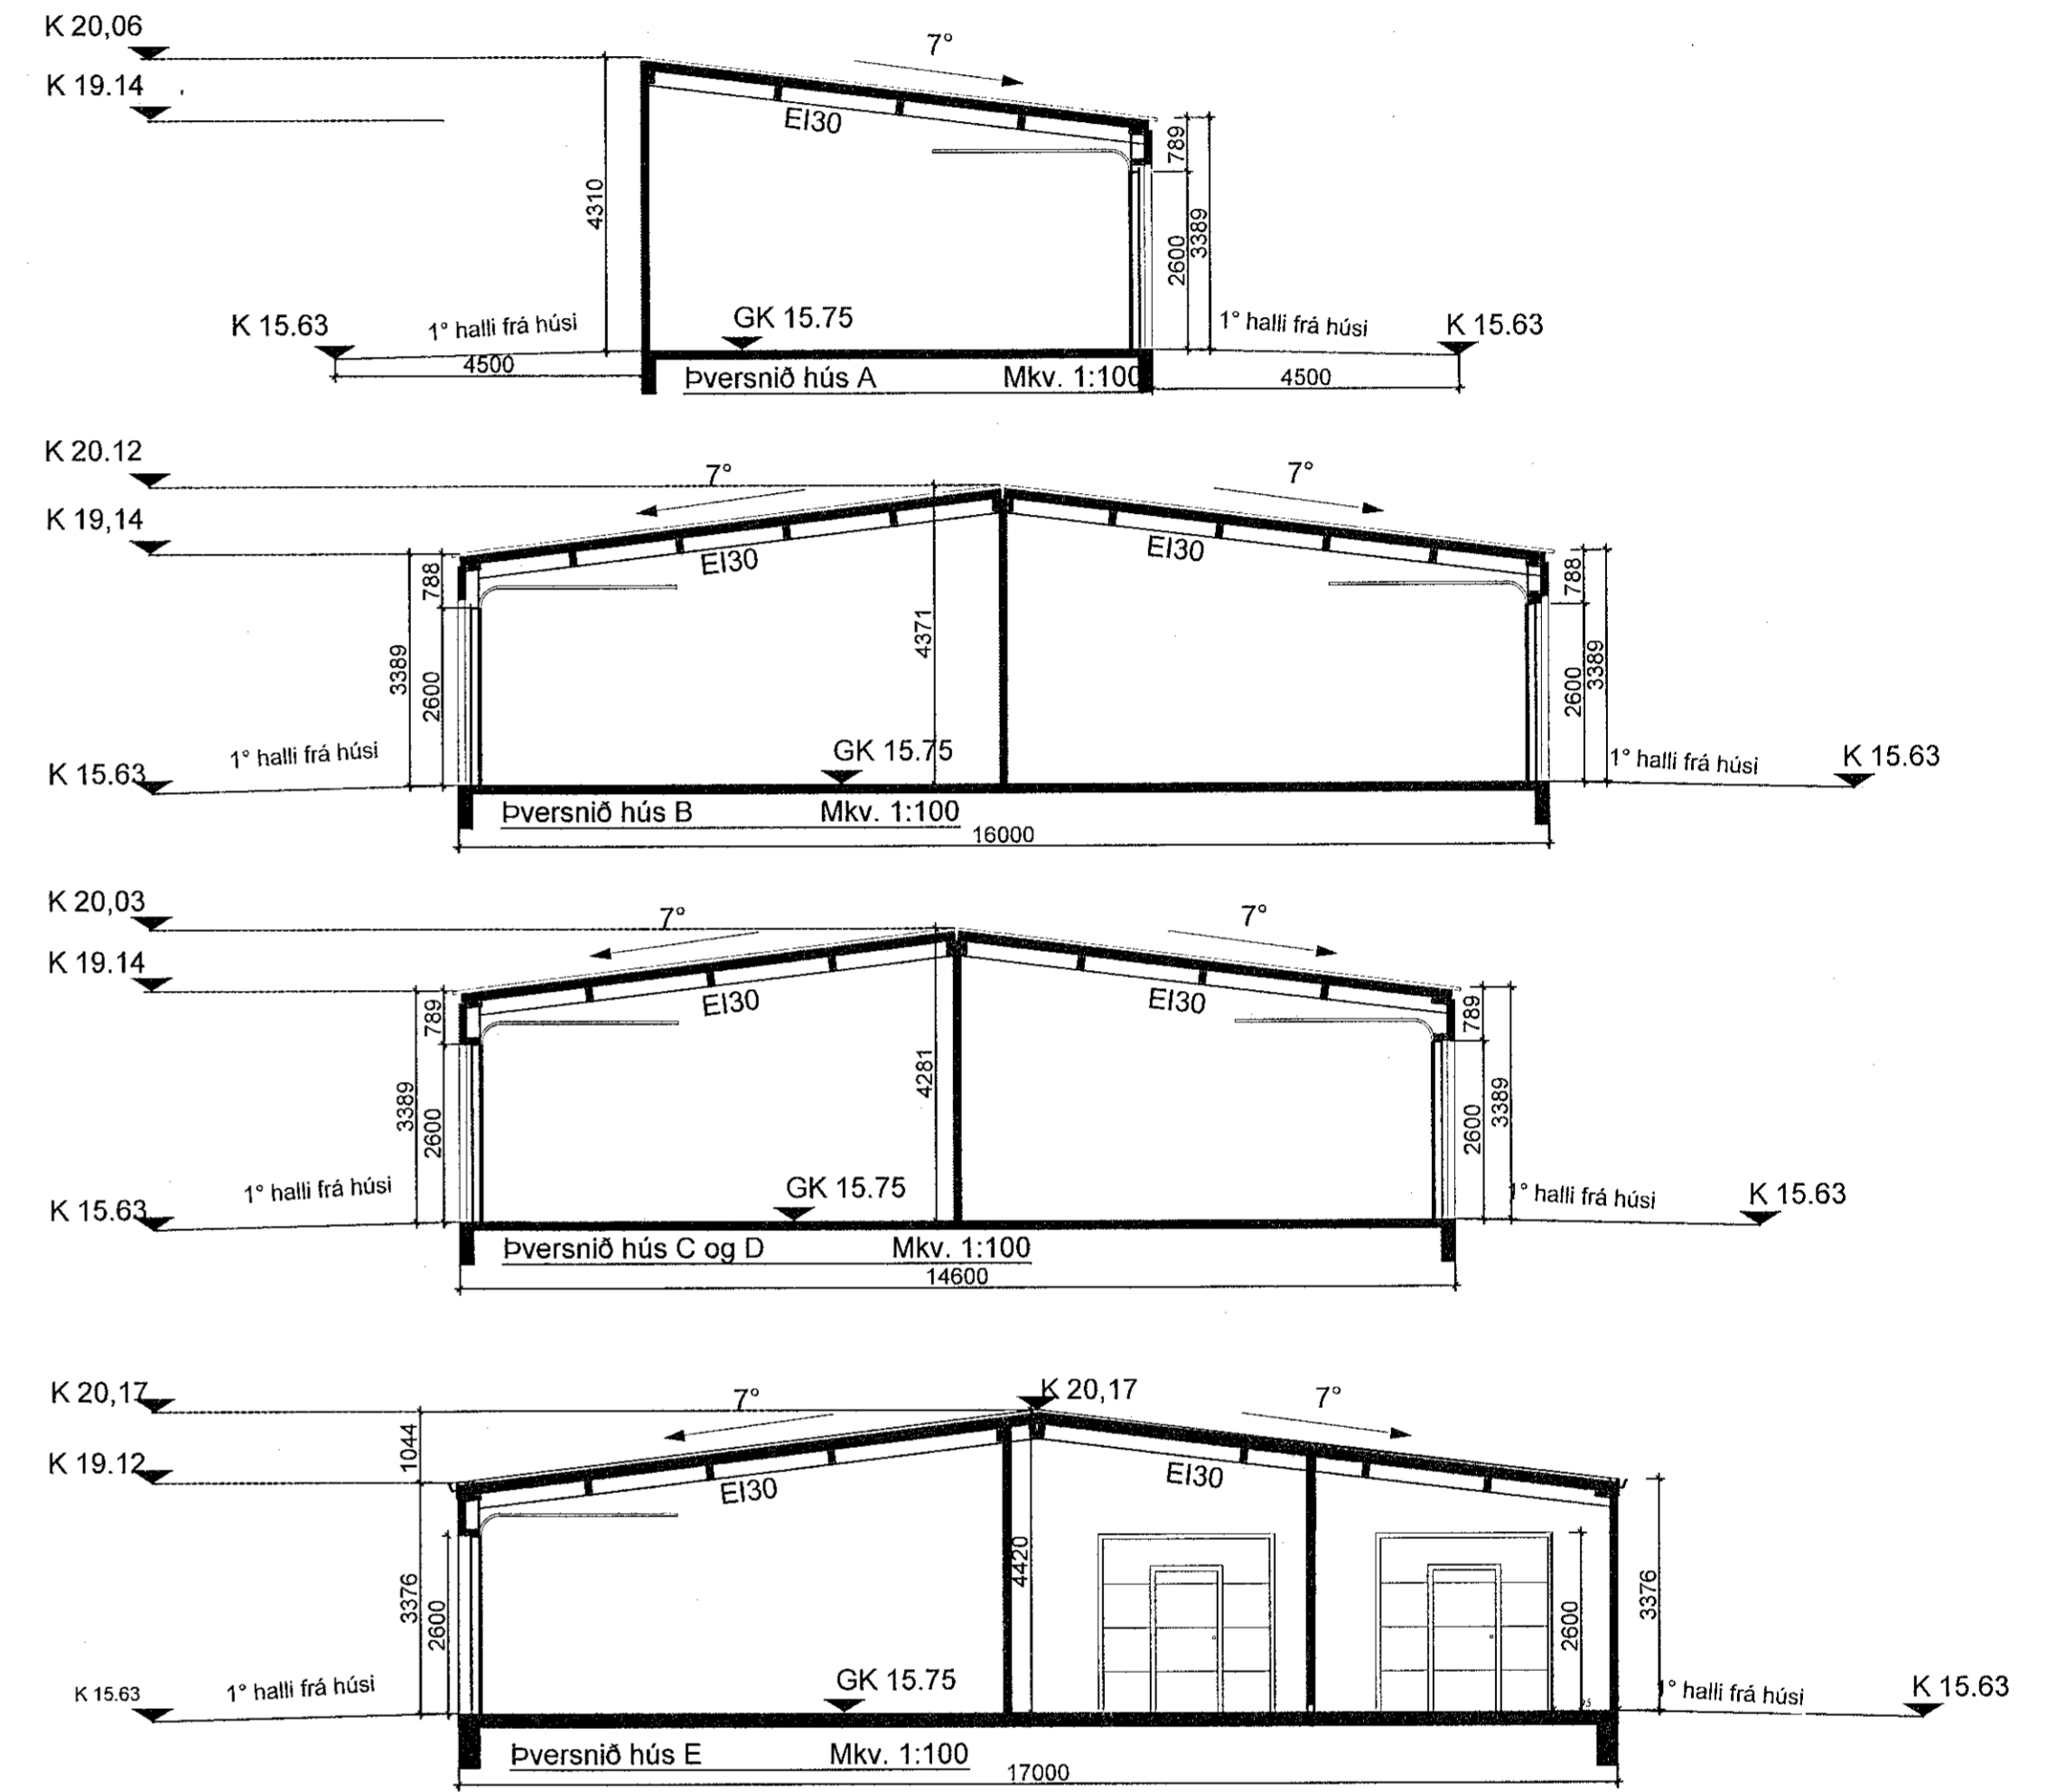 K 20,06
7°
K 19.14
EI30
789
4310
3389
2600
K 15.63
1° halli frá húsi
GK 15.75
1° halli frá húsi
K 15.63
4500
Þversnið hús A Mkv. 1:100
4500
K 20.12
7°
7°
K 19,14
EI30
EI30
788
788
4371
3389
2600
2600
3389
1° halli frá húsi
GK 15.75
1° halli frá húsi
K 15.63
K 15.63
Þversnið hús B Mkv. 1:100
16000
K 20,03
7°
7°
K 19.14
EI30
EI30
789
789
4281
3389
2600
2600
3389
1° halli frá húsi
GK 15.75
1° halli frá húsi
K 15.63
K 15.63
Þversnið hús C og D Mkv. 1:100
14600
K 20,17
7°
K 20,17
7°
1044
K 19.12
EI30
EI30
4420
3376
2600
2600
3376
K 15.63
1° halli frá húsi
GK 15.75
1° halli frá húsi
K 15.63
Þversnið hús E Mkv. 1:100
17000